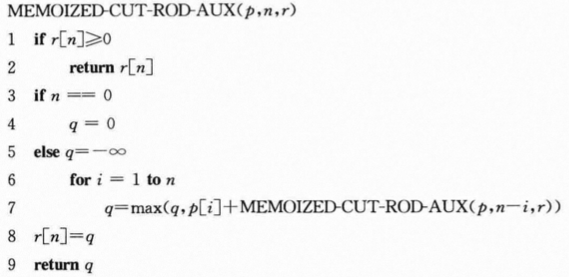 MEMOIZED-CUT-ROD-AUX(p,n,r)
1 if r[n]⩾0
2 return r[n]
3 if n == 0
4 q = 0
5 else q=-∞
6 for i = 1 to n
7 q=max(q,p[i]+MEMOIZED-CUT-ROD-AUX(p,n-i,r))
8 r[n]=q
9 return q